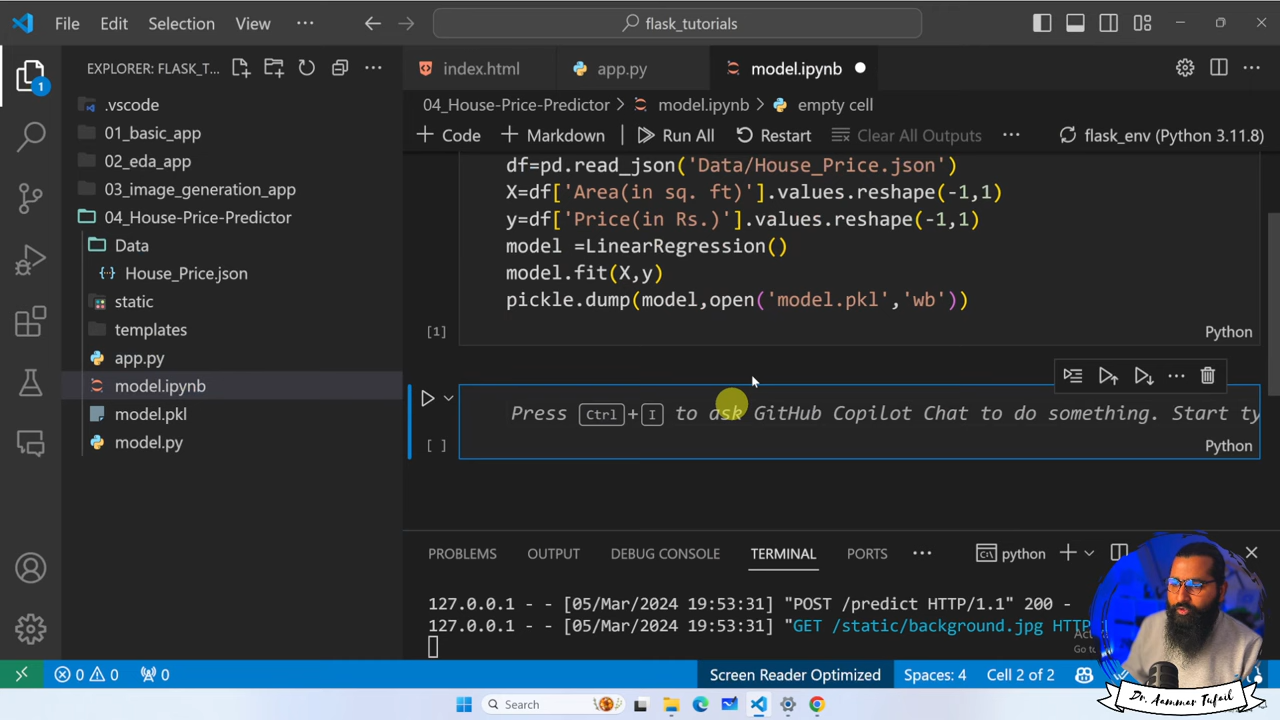 File Edit Selection View ··· flask_tutorials
EXPLORER: FLASK_T...
index.html app.py model.ipynb
.vscode
01_basic_app
02_eda_app
03_image_generation_app
04_House-Price-Predictor
Data
House_Price.json
static
templates
app.py
model.ipynb
model.pkl
model.py
1
04_House-Price-Predictor > model.ipynb > empty cell
+ Code + Markdown Run All Restart Clear All Outputs ··· flask_env (Python 3.11.8)
df=pd.read_json('Data/House_Price.json')
X=df['Area(in sq. ft)'].values.reshape(-1,1)
y=df['Price(in Rs.)'].values.reshape(-1,1)
model =LinearRegression()
model.fit(X,y)
pickle.dump(model,open('model.pkl','wb'))
[1] Python
Press Ctrl + I to ask GitHub Copilot Chat to do something. Start ty
[ ] Python
PROBLEMS OUTPUT DEBUG CONSOLE TERMINAL PORTS ··· python
127.0.0.1 - - [05/Mar/2024 19:53:31] "POST /predict HTTP/1.1" 200 -
127.0.0.1 - - [05/Mar/2024 19:53:31] "GET /static/background.jpg HTTP
0 0 0 Screen Reader Optimized Spaces: 4 Cell 2 of 2
Search
Dr. Aammar Tufail